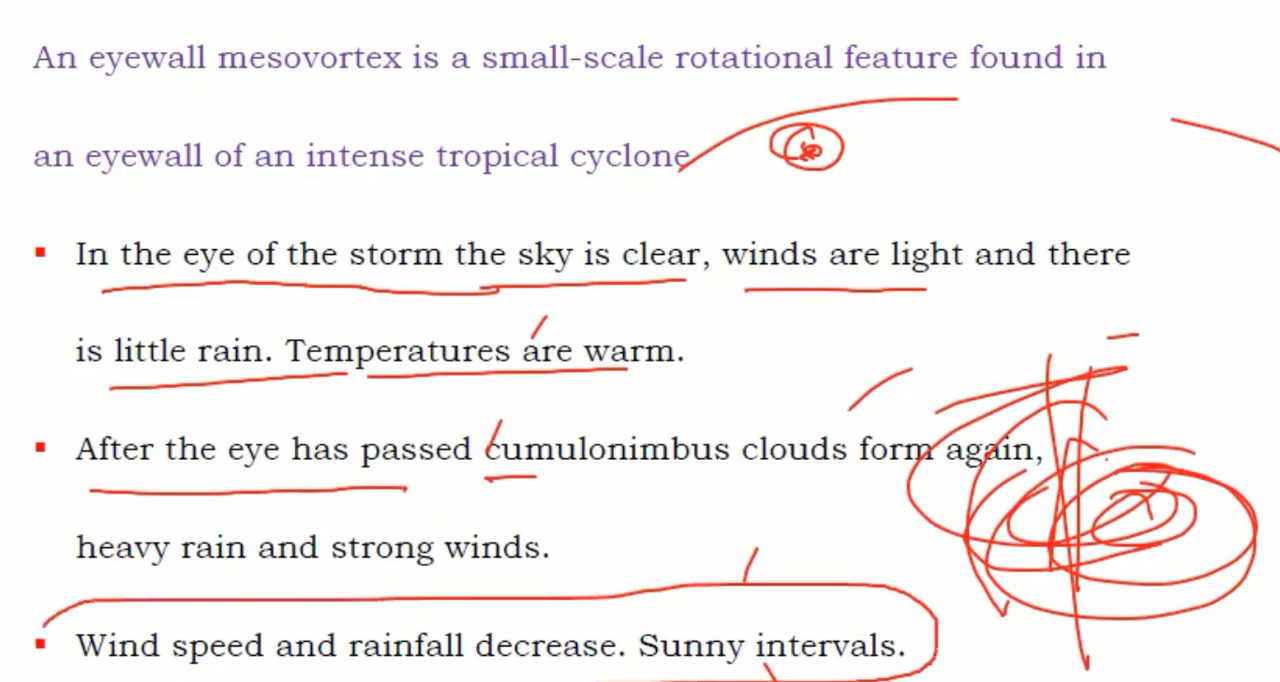 An eyewall mesovortex is a small-scale rotational feature found in
an eyewall of an intense tropical cyclone
▪ In the eye of the storm the sky is clear, winds are light and there
is little rain. Temperatures are warm.
▪ After the eye has passed cumulonimbus clouds form again,
heavy rain and strong winds.
▪ Wind speed and rainfall decrease. Sunny intervals.